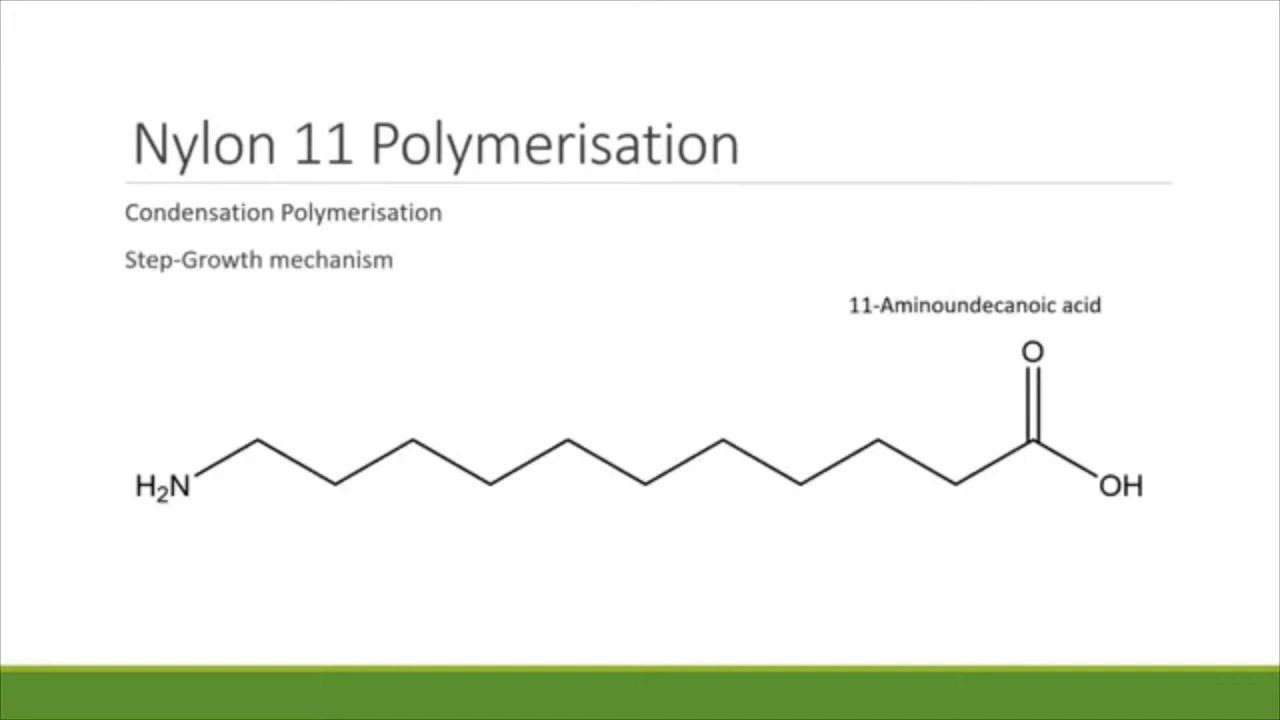 Nylon 11 Polymerisation
Condensation Polymerisation
Step-Growth mechanism
11-Aminoundecanoic acid
O
H₂N
OH